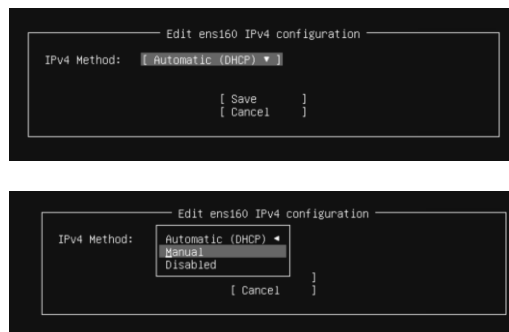 Edit ens160 IPv4 configuration
IPv4 Method: [ Automatic (DHCP) ▼ ]
[ Save ]
[ Cancel ]
Edit ens160 IPv4 configuration
IPv4 Method: Automatic (DHCP) ◄
Manual
Disabled
]
[ Cancel ]